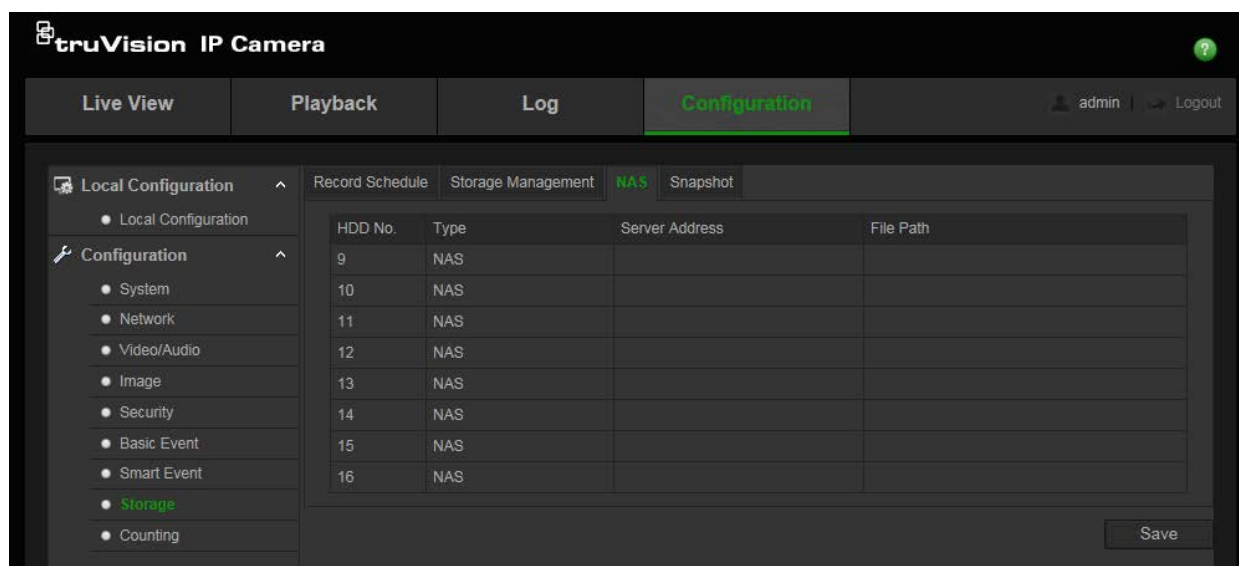 truVision IP Camera
?
Live View Playback Log Configuration admin | Logout
Local Configuration
Local Configuration
Configuration
System
Network
Video/Audio
Image
Security
Basic Event
Smart Event
Storage
Counting
Record Schedule Storage Management NAS Snapshot
HDD No. Type Server Address File Path
9 NAS
10 NAS
11 NAS
12 NAS
13 NAS
14 NAS
15 NAS
16 NAS
Save